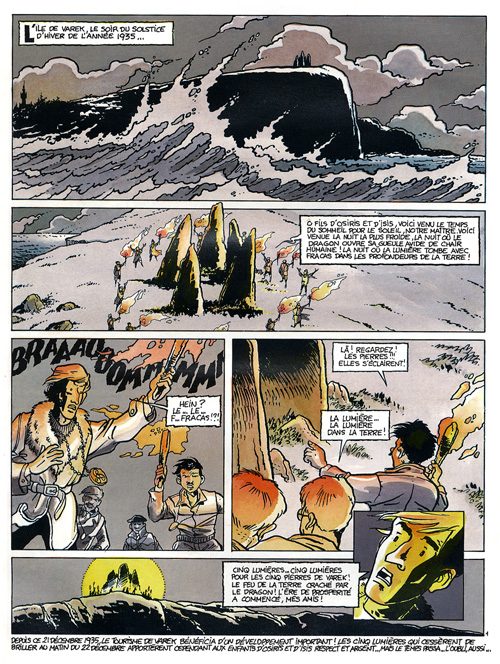 L'ILE DE VAREK, LE SOIR DU SOLSTICE
D'HIVER DE L'ANNÉE 1935...
O FILS D'OSIRIS ET D'ISIS, VOICI VENU LE TEMPS
DU SOMMEIL POUR LE SOLEIL, NOTRE MAÎTRE. VOICI
VENUE LA NUIT LA PLUS FROIDE, LA NUIT OÙ LE
DRAGON OUVRE SA GUEULE AVIDE DE CHAIR
HUMAINE! LA NUIT OÙ LA LUMIÈRE TOMBE AVEC
FRACAS DANS LES PROFONDEURS DE LA TERRE!
HEIN?
LE... LE...
F... FRACAS!?!
LÀ! REGARDEZ!
LES PIERRES!!!
ELLES S'ÉCLAIRENT!
LA LUMIÈRE...
LA LUMIÈRE
DANS LA TERRE!
CINQ LUMIÈRES... CINQ LUMIÈRES
POUR LES CINQ PIERRES DE VAREK!
LE FEU DE LA TERRE CRACHÉ PAR
LE DRAGON! L'ÈRE DE PROSPÉRITÉ
A COMMENCÉ, MES AMIS!
1
DEPUIS CE 21 DÉCEMBRE 1935, LE TOURISME DE VAREK BÉNÉFICIA D'UN DÉVELOPPEMENT IMPORTANT! LES CINQ LUMIÈRES QUI CESSÈRENT DE
BRILLER AU MATIN DU 22 DÉCEMBRE APPORTÈRENT CEPENDANT AUX ENFANTS D'OSIRIS ET D'ISIS RESPECT ET ARGENT... MAIS LE TEMPS PASSA... L'OUBLI, AUSSI...